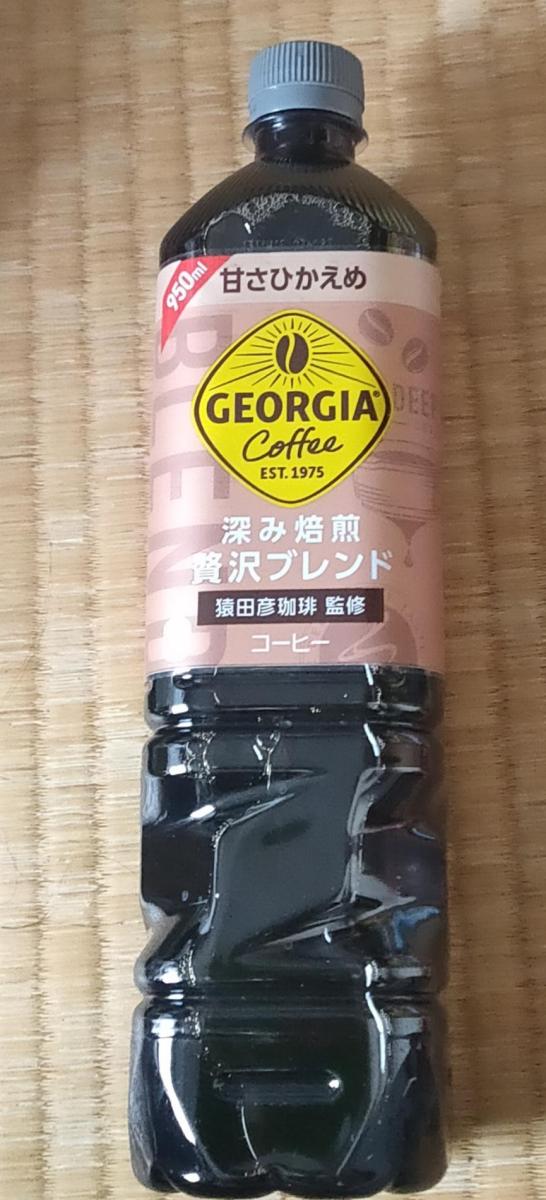 950ml
甘さひかえめ
GEORGIA®
Coffee
EST. 1975
深み焙煎
贅沢ブレンド
猿田彦珈琲 監修
コーヒー
BLEND
DEEP